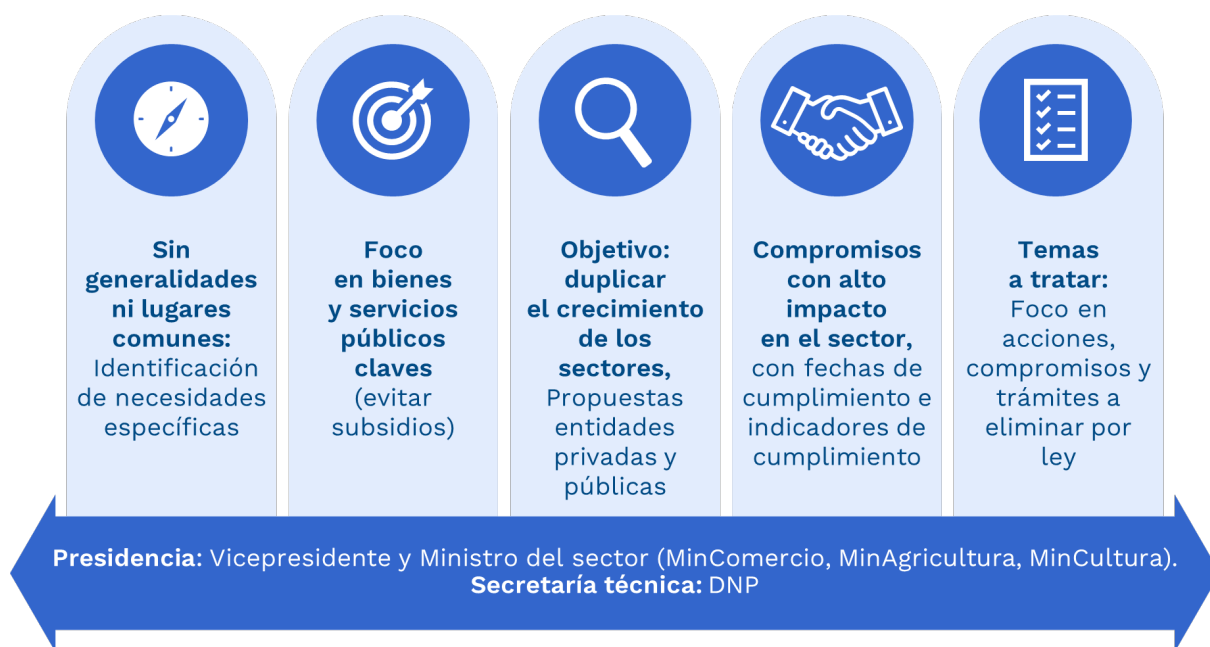 Sin
generalidades
ni lugares
comunes:
Identificación
de necesidades
específicas
Foco
en bienes
y servicios
públicos
claves
(evitar
subsidios)
Objetivo:
duplicar
el crecimiento
de los
sectores,
Propuestas
entidades
privadas y
públicas
Compromisos
con alto
impacto
en el sector,
con fechas de
cumplimiento e
indicadores de
cumplimiento
Temas
a tratar:
Foco en
acciones,
compromisos y
trámites a
eliminar por
ley
Presidencia: Vicepresidente y Ministro del sector (MinComercio, MinAgricultura, MinCultura).
Secretaría técnica: DNP